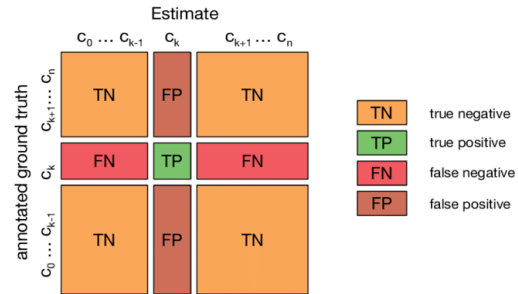 Estimate
c0 ... ck-1 ck ck+1 ... cn
annotated ground truth
ck+1 ... cn
TN FP TN
ck
FN TP FN
c0 ... ck-1
TN FP TN
TN true negative
TP true positive
FN false negative
FP false positive